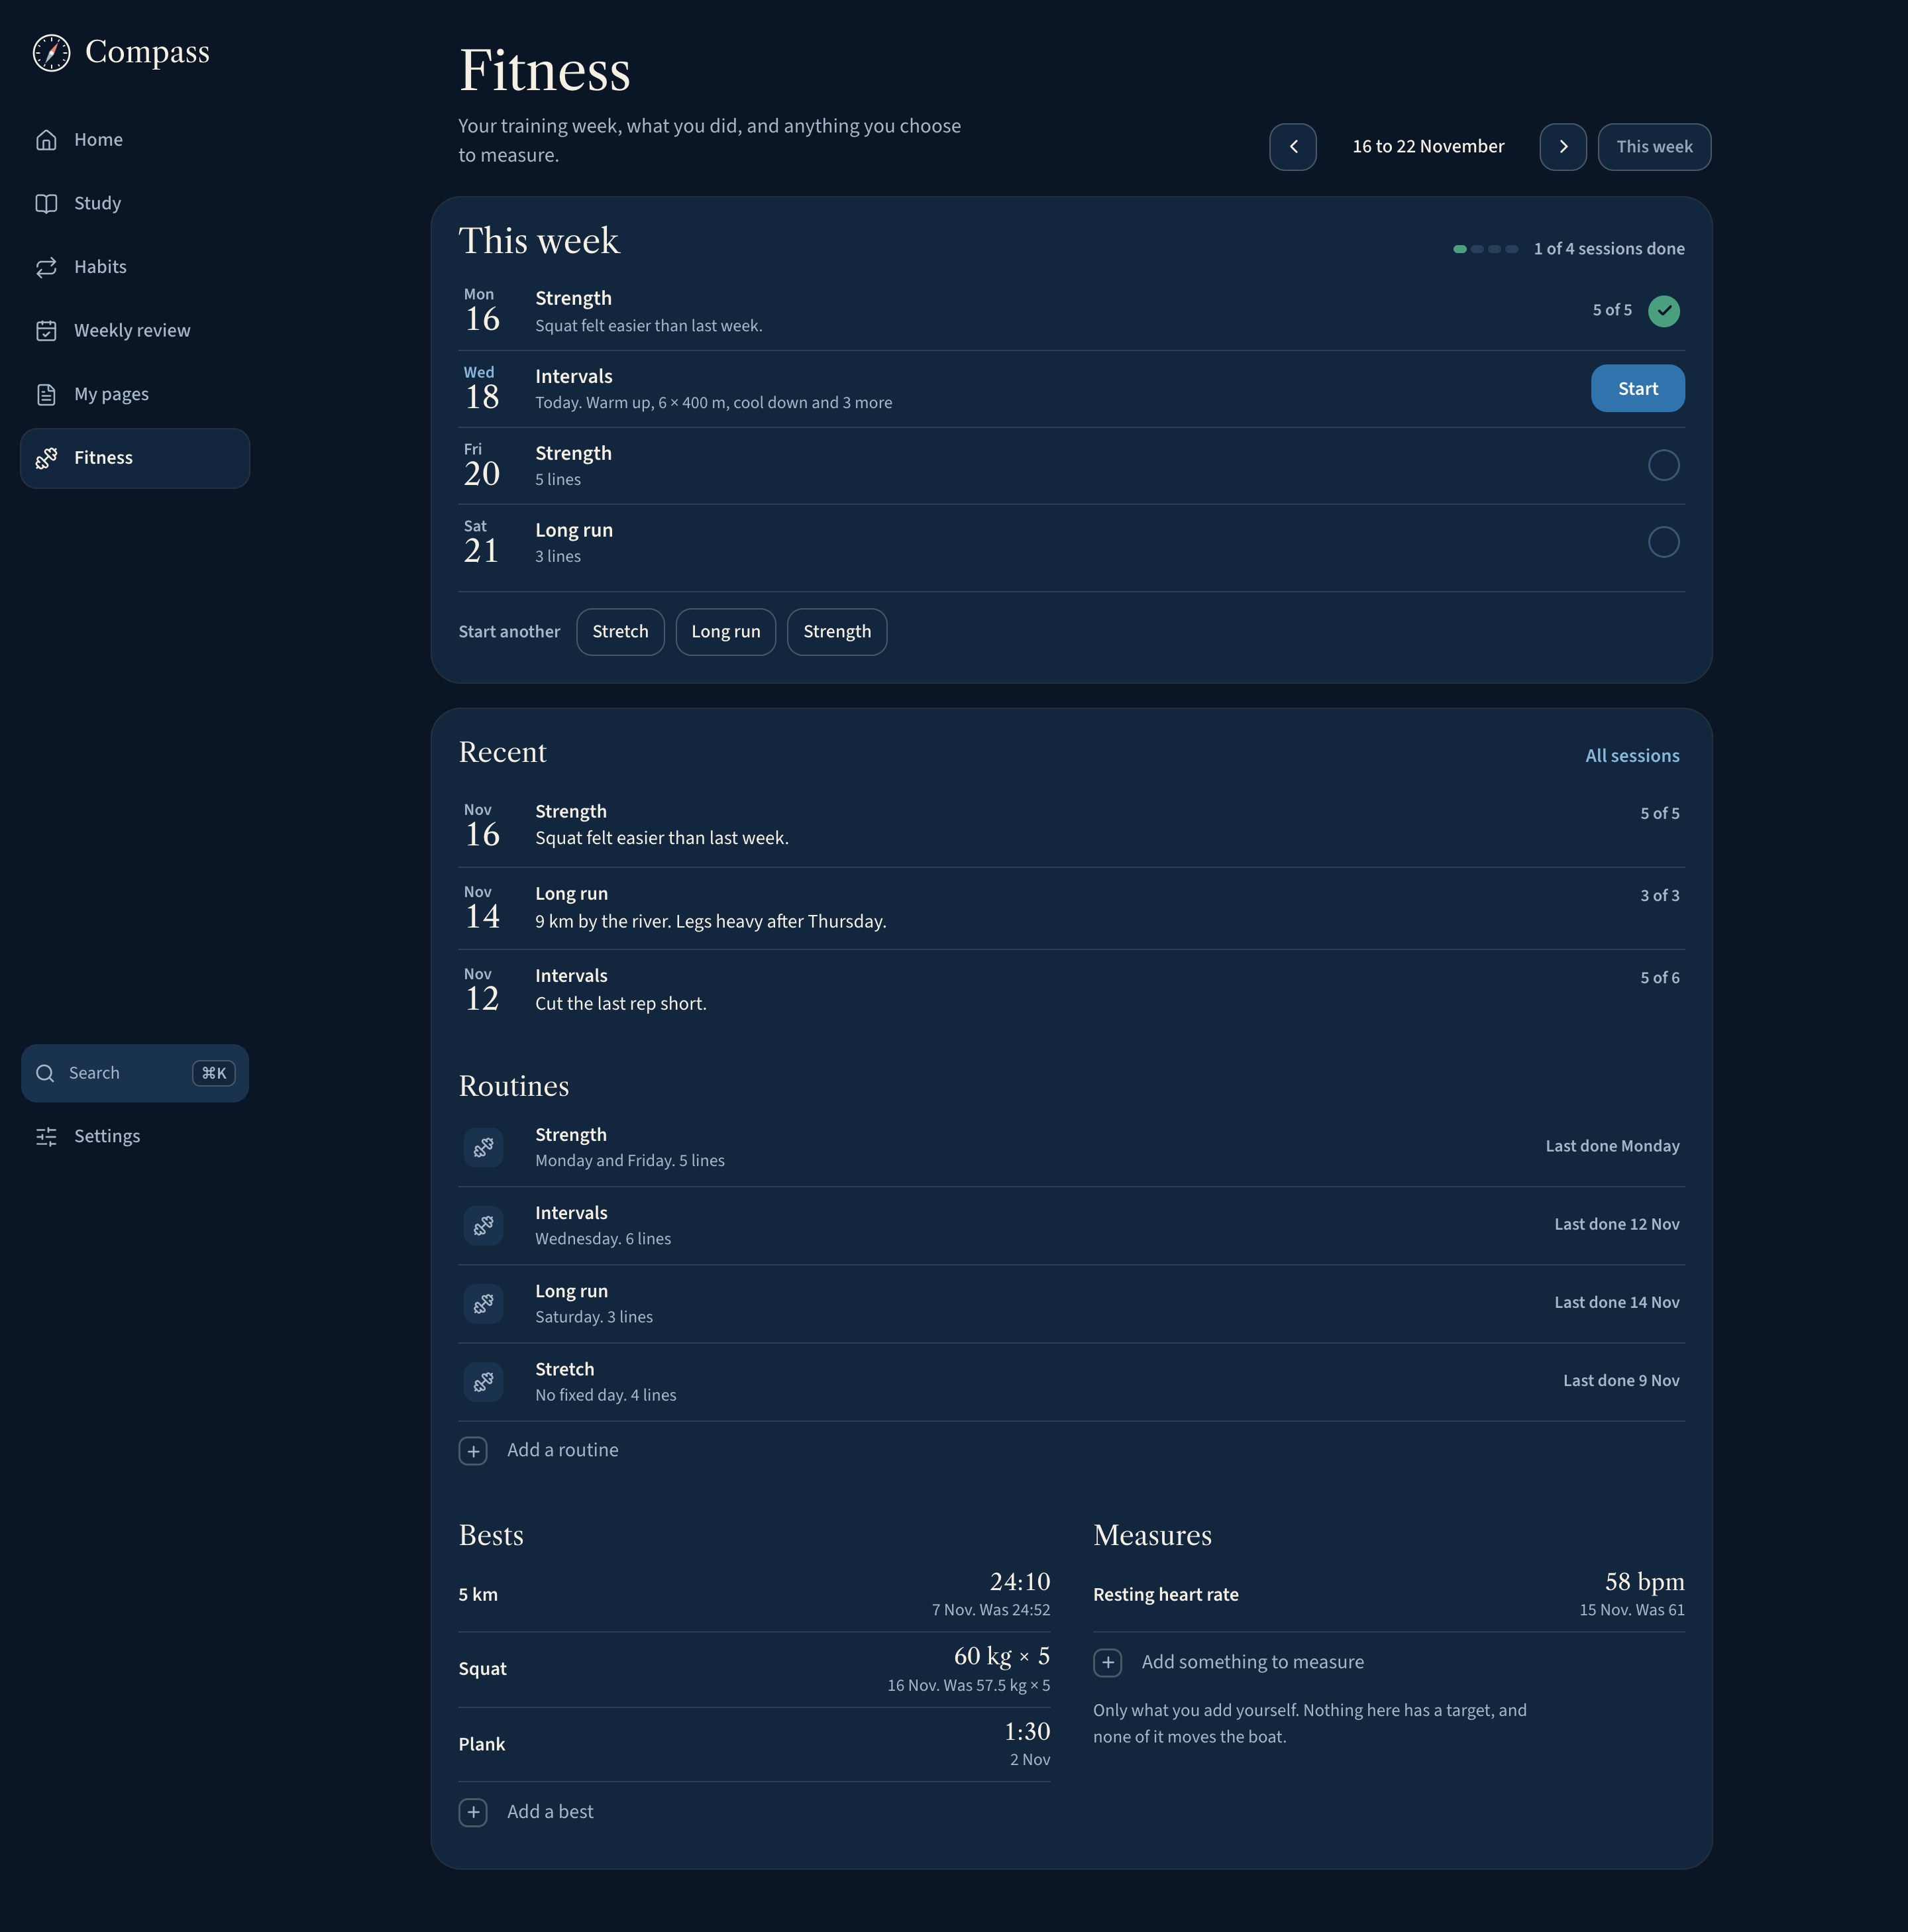 Compass
Home
Study
Habits
Weekly review
My pages
Fitness
Search
⌘K
Settings
Fitness
Your training week, what you did, and anything you choose
to measure.
16 to 22 November
This week
This week
1 of 4 sessions done
Mon
16
Strength
Squat felt easier than last week.
5 of 5
Wed
18
Intervals
Today. Warm up, 6 × 400 m, cool down and 3 more
Start
Fri
20
Strength
5 lines
Sat
21
Long run
3 lines
Start another
Stretch
Long run
Strength
Recent
All sessions
Nov
16
Strength
Squat felt easier than last week.
5 of 5
Nov
14
Long run
9 km by the river. Legs heavy after Thursday.
3 of 3
Nov
12
Intervals
Cut the last rep short.
5 of 6
Routines
Strength
Monday and Friday. 5 lines
Last done Monday
Intervals
Wednesday. 6 lines
Last done 12 Nov
Long run
Saturday. 3 lines
Last done 14 Nov
Stretch
No fixed day. 4 lines
Last done 9 Nov
Add a routine
Bests
5 km
24:10
7 Nov. Was 24:52
Squat
60 kg × 5
16 Nov. Was 57.5 kg × 5
Plank
1:30
2 Nov
Add a best
Measures
Resting heart rate
58 bpm
15 Nov. Was 61
Add something to measure
Only what you add yourself. Nothing here has a target, and
none of it moves the boat.